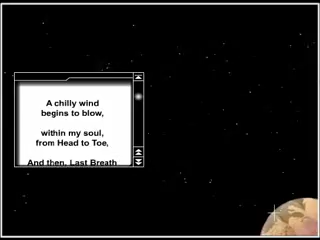 A chilly wind
begins to blow,
within my soul,
from Head to Toe,
And then, Last Breath